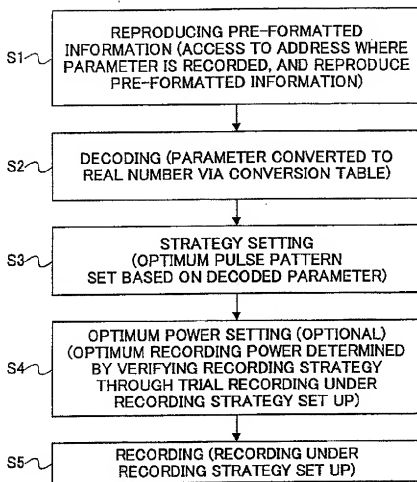 S1
REPRODUCING PRE-FORMATTED
INFORMATION (ACCESS TO ADDRESS WHERE
PARAMETER IS RECORDED, AND REPRODUCE
PRE-FORMATTED INFORMATION)
S2
DECODING (PARAMETER CONVERTED TO
REAL NUMBER VIA CONVERSION TABLE)
S3
STRATEGY SETTING
(OPTIMUM PULSE PATTERN
SET BASED ON DECODED PARAMETER)
S4
OPTIMUM POWER SETTING (OPTIONAL)
(OPTIMUM RECORDING POWER DETERMINED
BY VERIFYING RECORDING STRATEGY
THROUGH TRIAL RECORDING UNDER
RECORDING STRATEGY SET UP)
S5
RECORDING (RECORDING UNDER
RECORDING STRATEGY SET UP)